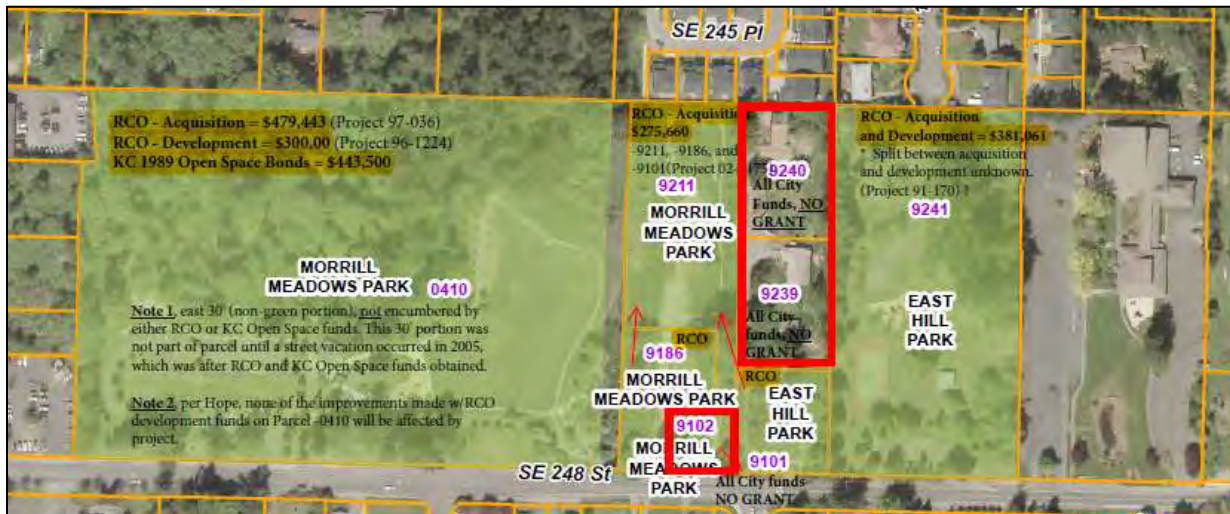 SE 245 Pl
RCO - Acquisition = $479,443 (Project 97-036)
RCO - Development = $300,00 (Project 96-1224)
KC 1989 Open Space Bonds = $443,500
RCO - Acquisition
$275,660
-9211, -9186, and
-9101(Project 02-
9211
MORRILL
MEADOWS
PARK
9240
All City
Funds, NO
GRANT
9239
All City
funds, NO
GRANT
RCO - Acquisition
and Development = $381,061
* Split between acquisition
and development unknown.
(Project 91-170)
9241
EAST
HILL
PARK
MORRILL
MEADOWS PARK 0410
Note 1, east 30' (non-green portion), not encumbered by
either RCO or KC Open Space funds. This 30' portion was
not part of parcel until a street vacation occurred in 2005,
which was after RCO and KC Open Space funds obtained.
Note 2, per Hope, none of the improvements made w/RCO
development funds on Parcel -0410 will be affected by
project.
RCO
9186
MORRILL
MEADOWS PARK
9102
MORRILL
MEADOWS
PARK
RCO
EAST
HILL
PARK
9101
All City funds
NO GRANT
SE 248 St